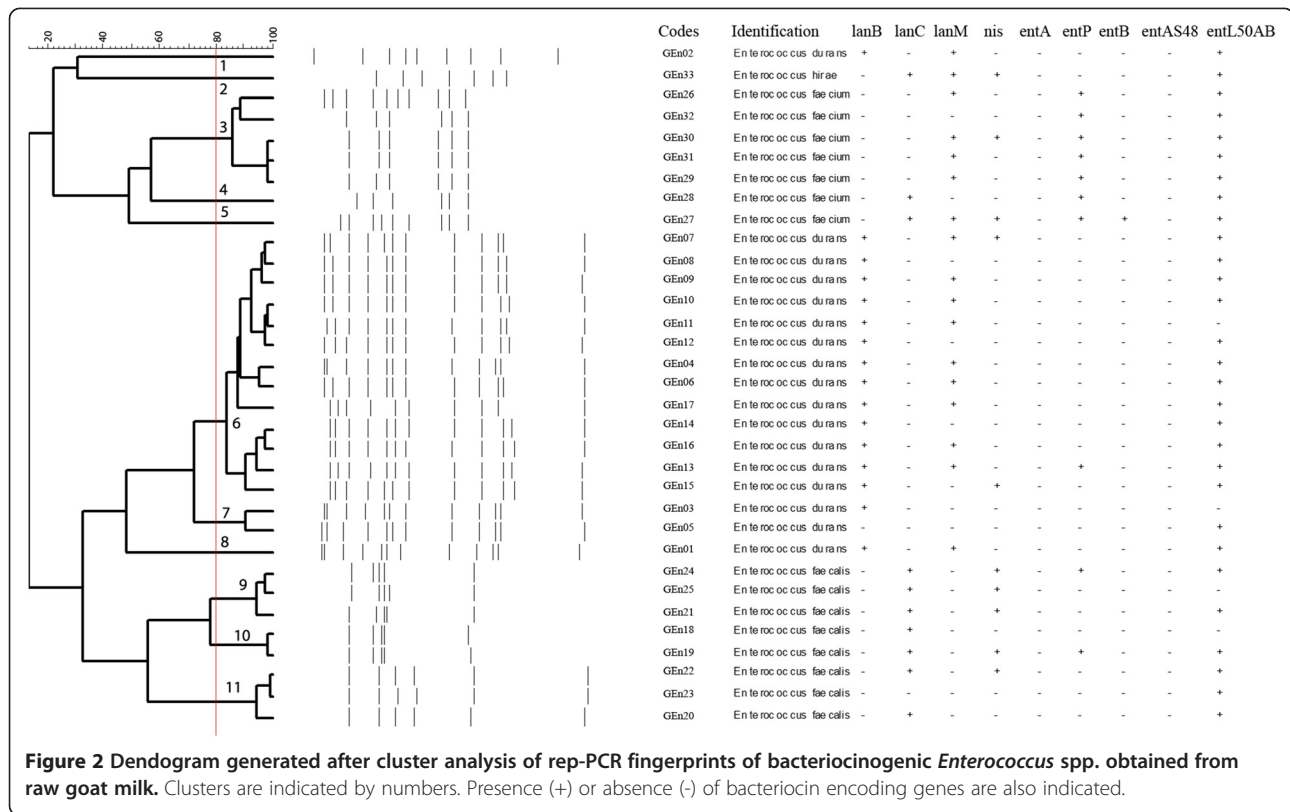 20 40 60 80 100
Codes Identification lanB lanC lanM nis entA entP entB entAS48 entL50AB
1 GEn02 Enterococcus durans + - + - - - - - +
GEn33 Enterococcus hirae - + + + - - - - +
2 GEn26 Enterococcus faecium - - + - - + - - +
3 GEn32 Enterococcus faecium - - - - - + - - +
GEn30 Enterococcus faecium - - + + - + - - +
GEn31 Enterococcus faecium - - + - - + - - +
GEn29 Enterococcus faecium - - + - - + - - +
4 GEn28 Enterococcus faecium - + - - - + - - +
5 GEn27 Enterococcus faecium - + + + - + + - +
GEn07 Enterococcus durans + - + + - - - - +
GEn08 Enterococcus durans + - - - - - - - +
GEn09 Enterococcus durans + - + - - - - - +
GEn10 Enterococcus durans + - + - - - - - +
GEn11 Enterococcus durans + - + - - - - - -
GEn12 Enterococcus durans + - - - - - - - +
GEn04 Enterococcus durans + - + - - - - - +
GEn06 Enterococcus durans + - + - - - - - +
GEn17 Enterococcus durans + - + - - - - - +
6 GEn14 Enterococcus durans + - - - - - - - +
GEn16 Enterococcus durans + - + - - - - - +
GEn13 Enterococcus durans + - + - - + - - +
GEn15 Enterococcus durans + - - + - - - - +
7 GEn03 Enterococcus durans + - - - - - - - -
GEn05 Enterococcus durans - - - - - - - - +
8 GEn01 Enterococcus durans + - + - - - - - +
9 GEn24 Enterococcus faecalis - + - + - + - - +
GEn25 Enterococcus faecalis - + - + - - - - -
GEn21 Enterococcus faecalis - + - + - - - - +
10 GEn18 Enterococcus faecalis - + - - - - - - -
GEn19 Enterococcus faecalis - + - + - + - - +
GEn22 Enterococcus faecalis - + - + - - - - +
11 GEn23 Enterococcus faecalis - - - - - - - - +
GEn20 Enterococcus faecalis - + - - - - - - +
Figure 2 Dendogram generated after cluster analysis of rep-PCR fingerprints of bacteriocinogenic Enterococcus spp. obtained from
raw goat milk. Clusters are indicated by numbers. Presence (+) or absence (-) of bacteriocin encoding genes are also indicated.